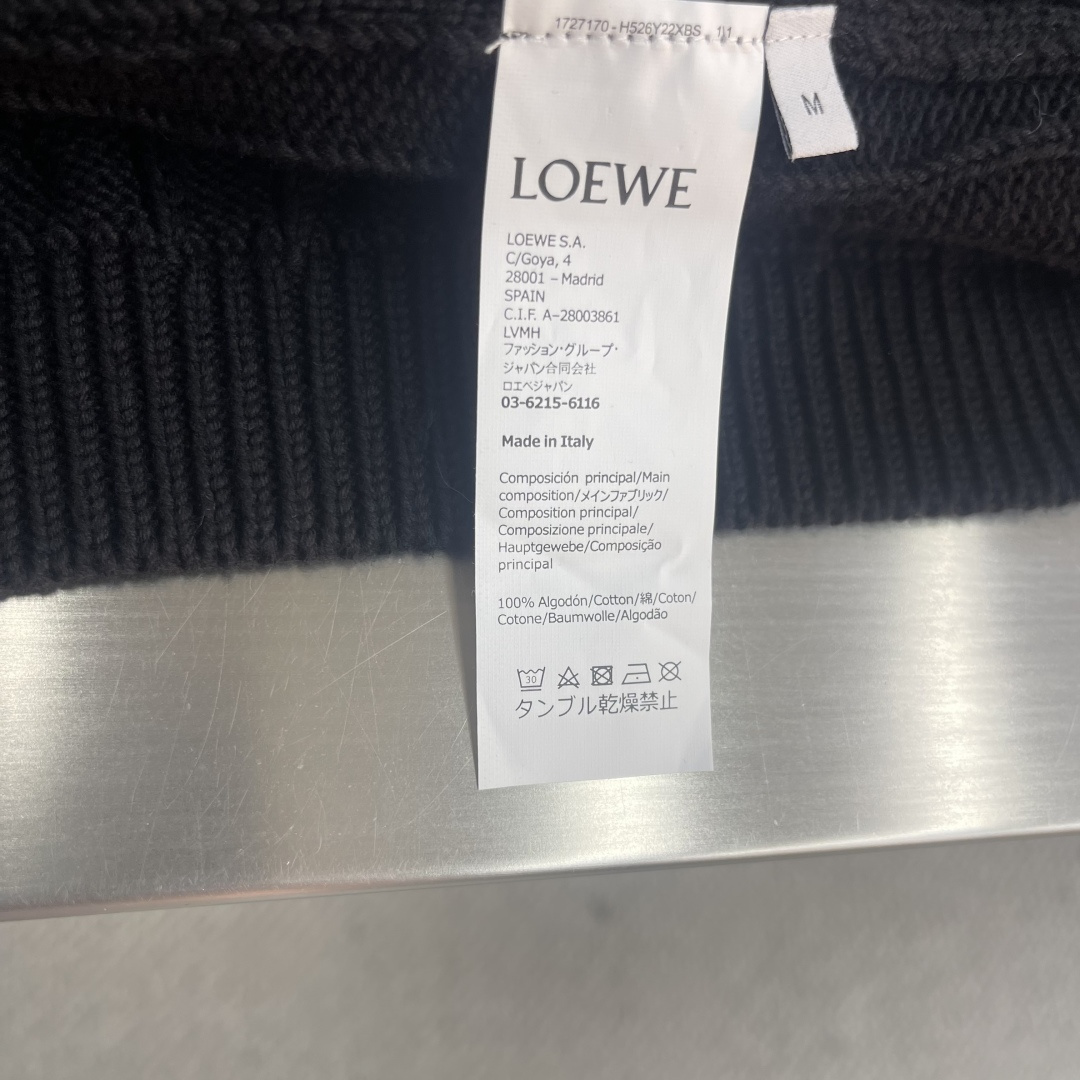 1727170-H526Y22XBS 1\1
M
LOEWE
LOEWE S.A.
C/Goya, 4
28001 – Madrid
SPAIN
C.I.F. A–28003861
LVMH
ファッション・グループ・
ジャパン合同会社
ロエベジャパン
03-6215-6116
Made in Italy
Composición principal/Main
composition/メインファブリック/
Composition principal/
Composizione principale/
Hauptgewebe/Composição
principal
100% Algodón/Cotton/綿/Coton/
Cotone/Baumwolle/Algodão
30
タンブル乾燥禁止